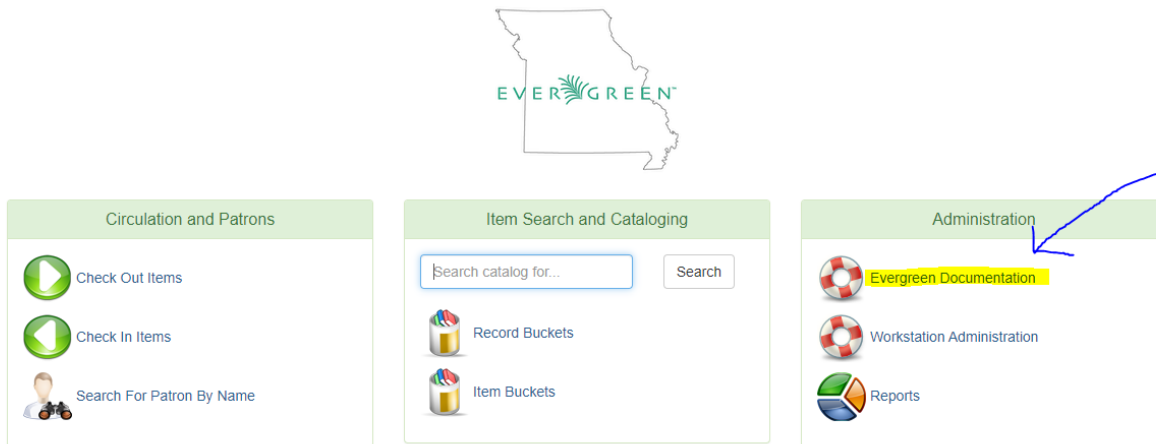 EVERGREEN™
Circulation and Patrons
Check Out Items
Check In Items
Search For Patron By Name
Item Search and Cataloging
Search catalog for...
Search
Record Buckets
Item Buckets
Administration
Evergreen Documentation
Workstation Administration
Reports